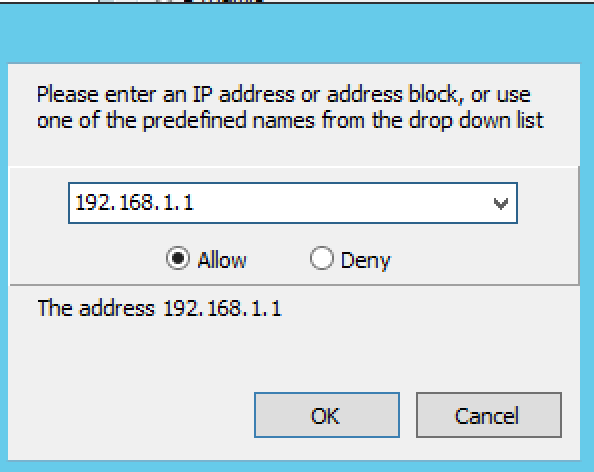 Please enter an IP address or address block, or use
one of the predefined names from the drop down list
192.168.1.1
Allow Deny
The address 192.168.1.1
OK Cancel